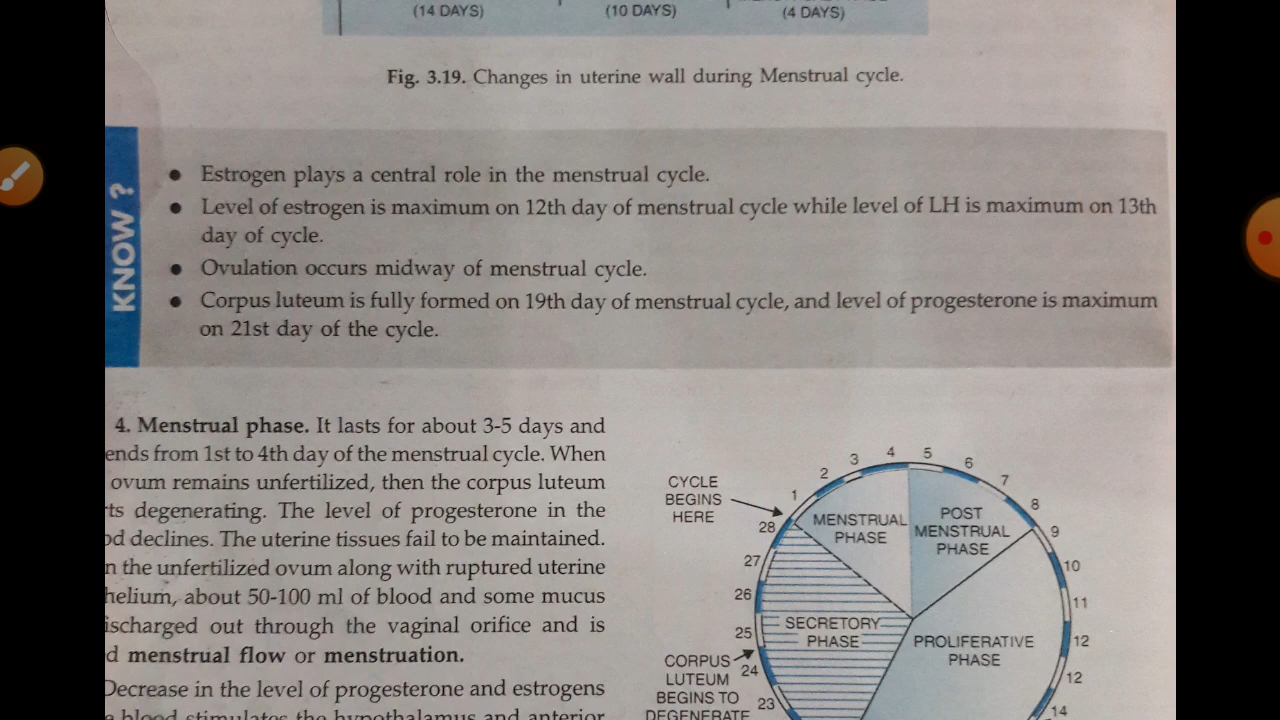 (14 DAYS) (10 DAYS) (4 DAYS)
Fig. 3.19. Changes in uterine wall during Menstrual cycle.
KNOW ?
● Estrogen plays a central role in the menstrual cycle.
● Level of estrogen is maximum on 12th day of menstrual cycle while level of LH is maximum on 13th
day of cycle.
● Ovulation occurs midway of menstrual cycle.
● Corpus luteum is fully formed on 19th day of menstrual cycle, and level of progesterone is maximum
on 21st day of the cycle.
4. Menstrual phase. It lasts for about 3-5 days and
ends from 1st to 4th day of the menstrual cycle. When
ovum remains unfertilized, then the corpus luteum
ts degenerating. The level of progesterone in the
od declines. The uterine tissues fail to be maintained.
n the unfertilized ovum along with ruptured uterine
helium, about 50-100 ml of blood and some mucus
ischarged out through the vaginal orifice and is
d menstrual flow or menstruation.
Decrease in the level of progesterone and estrogens
blood stimulates the hypothalamus and anterior
CYCLE
BEGINS
HERE
1
2
3
4
5
6
7
8
9
10
11
12
12
14
28
27
26
25
24
23
MENSTRUAL
PHASE
POST
MENSTRUAL
PHASE
SECRETORY
PHASE
PROLIFERATIVE
PHASE
CORPUS
LUTEUM
BEGINS TO
DEGENERATE